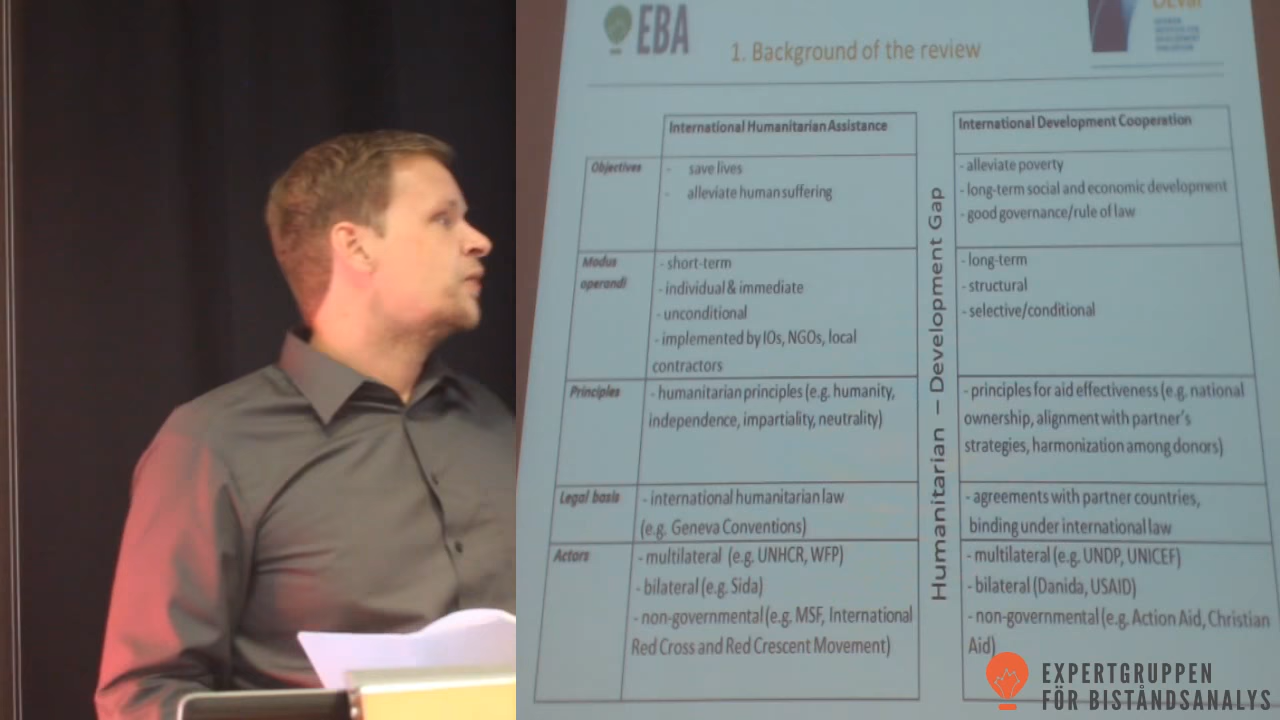 EBA
1. Background of the review
International Humanitarian Assistance
International Development Cooperation
Objectives
- save lives
- alleviate human suffering
- alleviate poverty
- long-term social and economic development
- good governance/rule of law
Modus
operandi
- short-term
- individual & immediate
- unconditional
- implemented by IOs, NGOs, local
contractors
- long-term
- structural
- selective/conditional
Principles
- humanitarian principles (e.g. humanity,
independence, impartiality, neutrality)
- principles for aid effectiveness (e.g. national
ownership, alignment with partner's
strategies, harmonization among donors)
Legal basis
- international humanitarian law
(e.g. Geneva Conventions)
- agreements with partner countries,
binding under international law
Actors
- multilateral (e.g. UNHCR, WFP)
- bilateral (e.g. Sida)
- non-governmental (e.g. MSF, International
Red Cross and Red Crescent Movement)
- multilateral (e.g. UNDP, UNICEF)
- bilateral (Danida, USAID)
- non-governmental (e.g. Action Aid, Christian
Aid)
Humanitarian – Development Gap
EXPERTGRUPPEN
FÖR BISTÅNDSANALYS